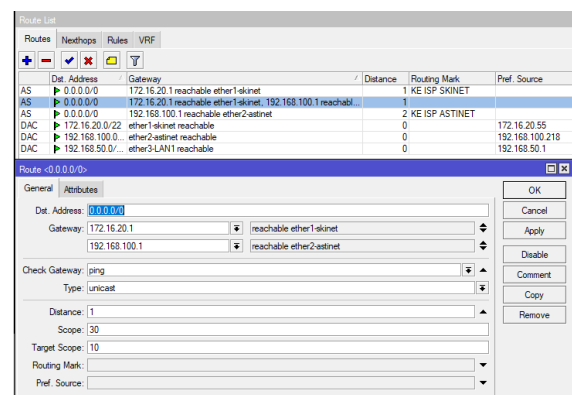 Route List
Routes Nexthops Rules VRF
Dst. Address Gateway Distance Routing Mark Pref. Source
AS 0.0.0.0/0 172.16.20.1 reachable ether1-skinet 1 KE ISP SKINET
AS 0.0.0.0/0 172.16.20.1 reachable ether1-skinet, 192.168.100.1 reachabl... 1
AS 0.0.0.0/0 192.168.100.1 reachable ether2-astinet 2 KE ISP ASTINET
DAC 172.16.20.0/22 ether1-skinet reachable 0 172.16.20.55
DAC 192.168.100.0... ether2-astinet reachable 0 192.168.100.218
DAC 192.168.50.0/... ether3-LAN1 reachable 0 192.168.50.1
Route <0.0.0.0/0>
General Attributes
OK
Dst. Address: 0.0.0.0/0
Cancel
Gateway: 172.16.20.1 reachable ether1-skinet
Apply
192.168.100.1 reachable ether2-astinet
Disable
Check Gateway: ping
Comment
Type: unicast
Copy
Distance: 1
Remove
Scope: 30
Target Scope: 10
Routing Mark:
Pref. Source: